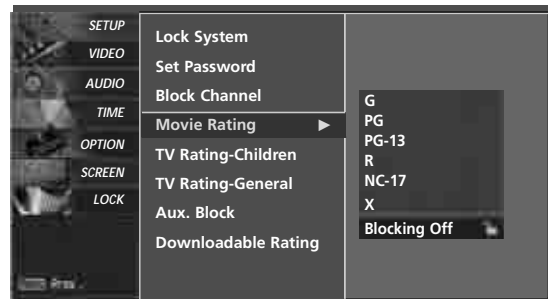 SETUP
VIDEO
AUDIO
TIME
OPTION
SCREEN
LOCK
Lock System
Set Password
Block Channel
Movie Rating ►
TV Rating-Children
TV Rating-General
Aux. Block
Downloadable Rating
G
PG
PG-13
R
NC-17
X
Blocking Off